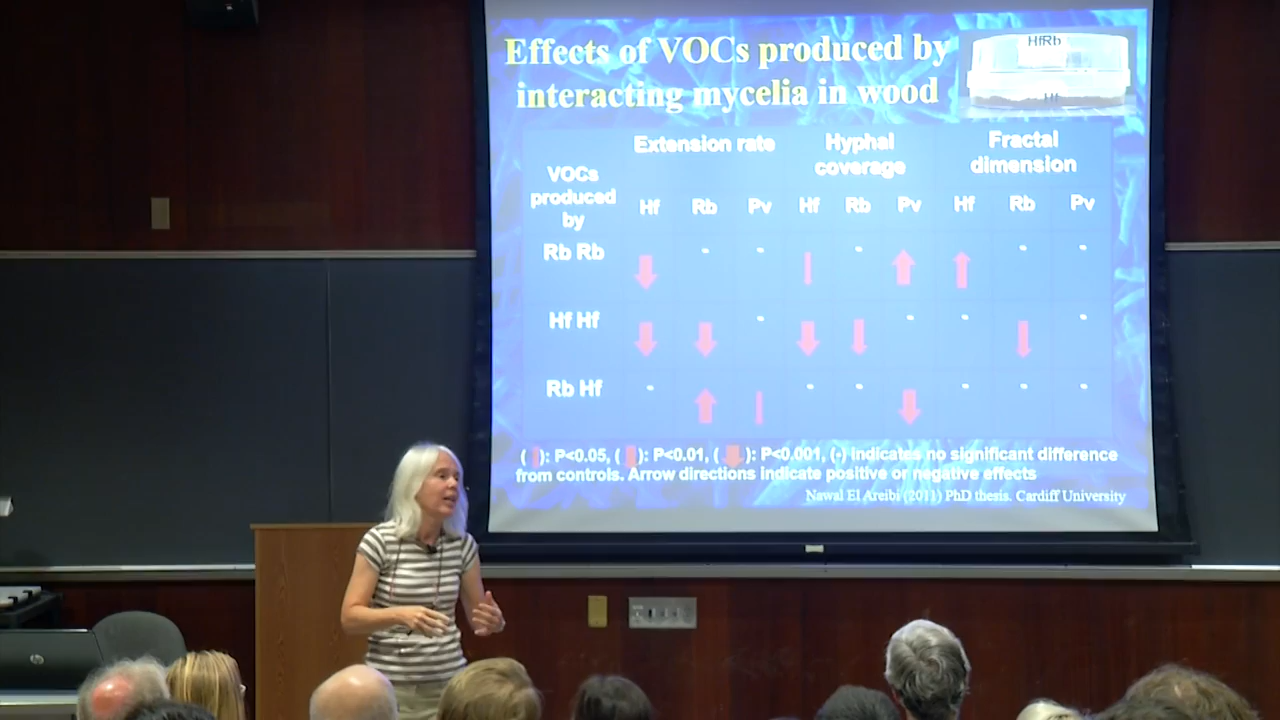 Effects of VOCs produced by
interacting mycelia in wood
HfRb
Hf
Extension rate Hyphal coverage Fractal dimension
VOCs produced by
Hf Rb Pv Hf Rb Pv Hf Rb Pv
Rb Rb - - - - -
Hf Hf - - - -
Rb Hf - - - - - -
( ): P<0.05, ( ): P<0.01, ( ): P<0.001, (-) indicates no significant difference
from controls. Arrow directions indicate positive or negative effects
Nawal El Areibi (2011) PhD thesis. Cardiff University
hp